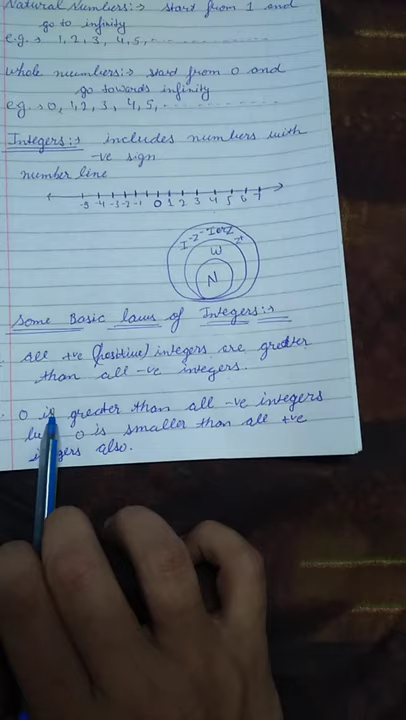 Natural Numbers:→ start from 1 and
go to infinity
e.g.→ 1, 2, 3, 4, 5, - - - - - - - -
Whole numbers:→ start from 0 and
go towards infinity
e.g.→ 0, 1, 2, 3, 4, 5, - - - - - - - -
Integers:→ includes numbers with
-ve sign
number line
-5 -4 -3 -2 -1 0 1 2 3 4 5 6 7
W
N
Some Basic laws of Integers:→
all +ve (positive) integers are greater
than all -ve integers.
0 is greater than all -ve integers
0 is smaller than all +ve
also.